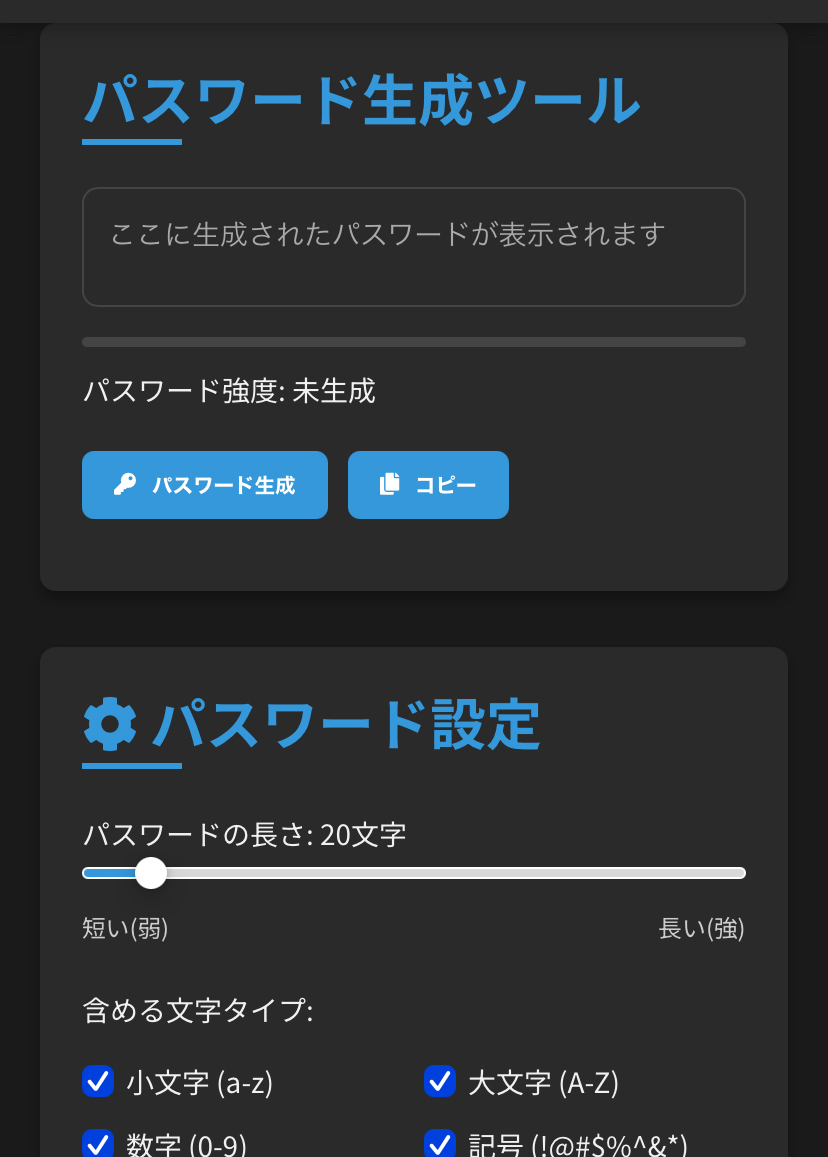 パスワード生成ツール
ここに生成されたパスワードが表示されます
パスワード強度: 未生成
パスワード生成
コピー
パスワード設定
パスワードの長さ: 20文字
短い(弱)
長い(強)
含める文字タイプ:
小文字 (a-z)
大文字 (A-Z)
数字 (0-9)
記号 (!@#$%^&*)